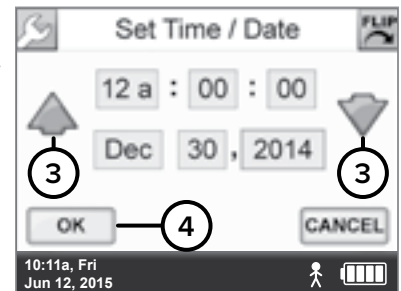 Set Time / Date
FLIP
12 a : 00 : 00
3
3
Dec 30 , 2014
OK
4
CANCEL
10:11a, Fri
Jun 12, 2015